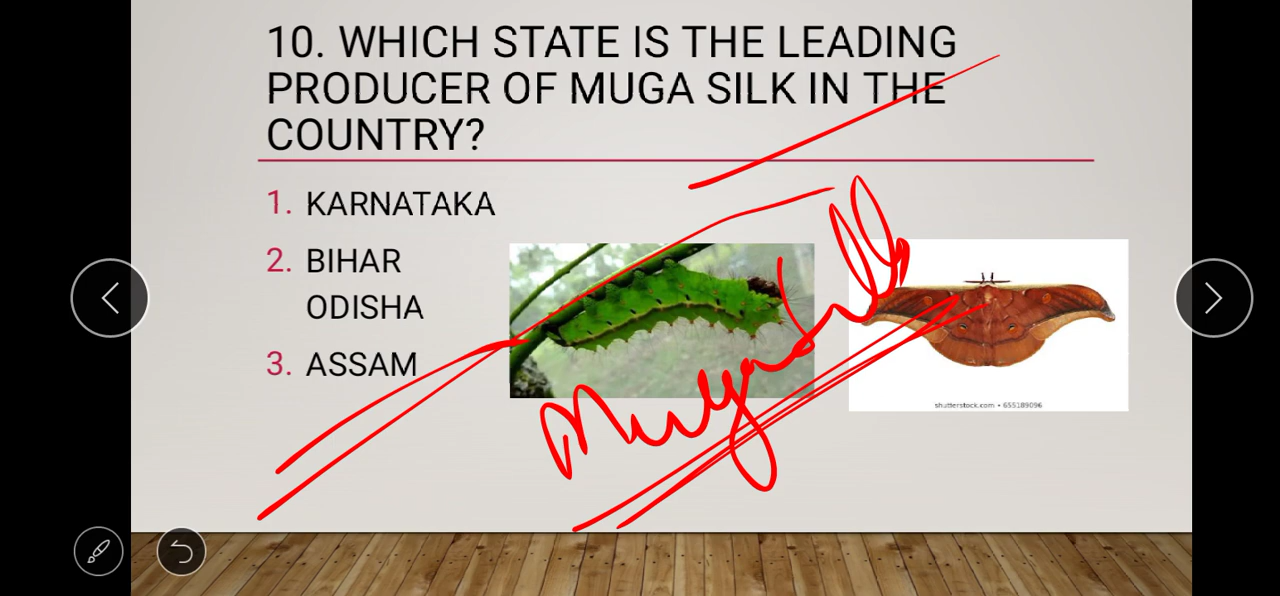 10. WHICH STATE IS THE LEADING
PRODUCER OF MUGA SILK IN THE
COUNTRY?
1. KARNATAKA
2. BIHAR
ODISHA
3. ASSAM
shutterstock.com • 655189096